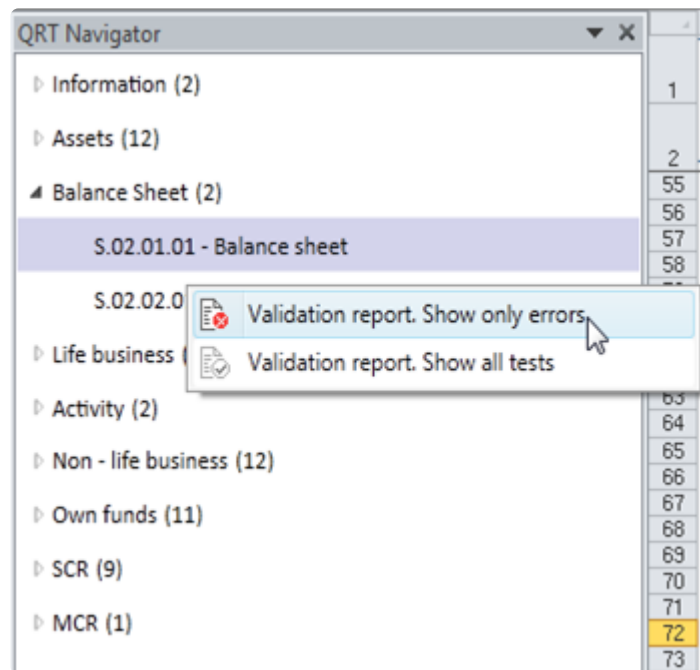 QRT Navigator
Information (2)
Assets (12)
Balance Sheet (2)
S.02.01.01 - Balance sheet
S.02.02.0
Validation report. Show only errors
Validation report. Show all tests
Life business
Activity (2)
Non - life business (12)
Own funds (11)
SCR (9)
MCR (1)
1
2
55
56
57
58
63
64
65
66
67
68
69
70
71
72
73